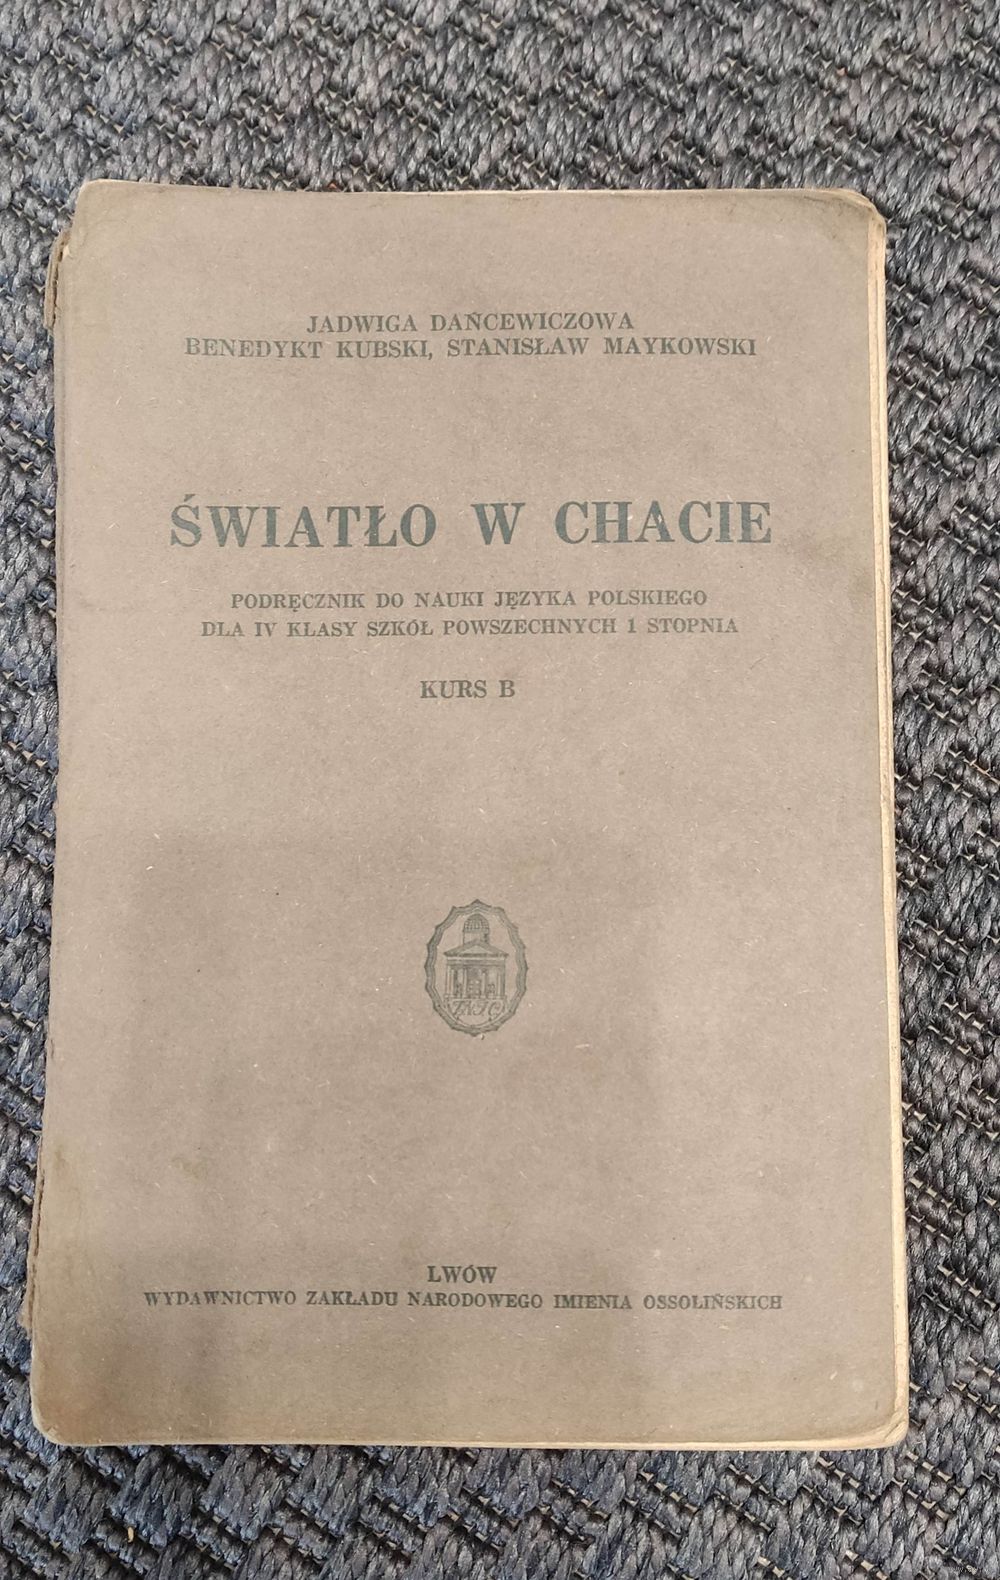 JADWIGA DAŃCEWICZOWA
BENEDYKT KUBSKI, STANISŁAW MAYKOWSKI
ŚWIATŁO W CHACIE
PODRĘCZNIK DO NAUKI JĘZYKA POLSKIEGO
DLA IV KLASY SZKÓŁ POWSZECHNYCH 1 STOPNIA
KURS B
LWÓW
WYDAWNICTWO ZAKŁADU NARODOWEGO IMIENIA OSSOLIŃSKICH